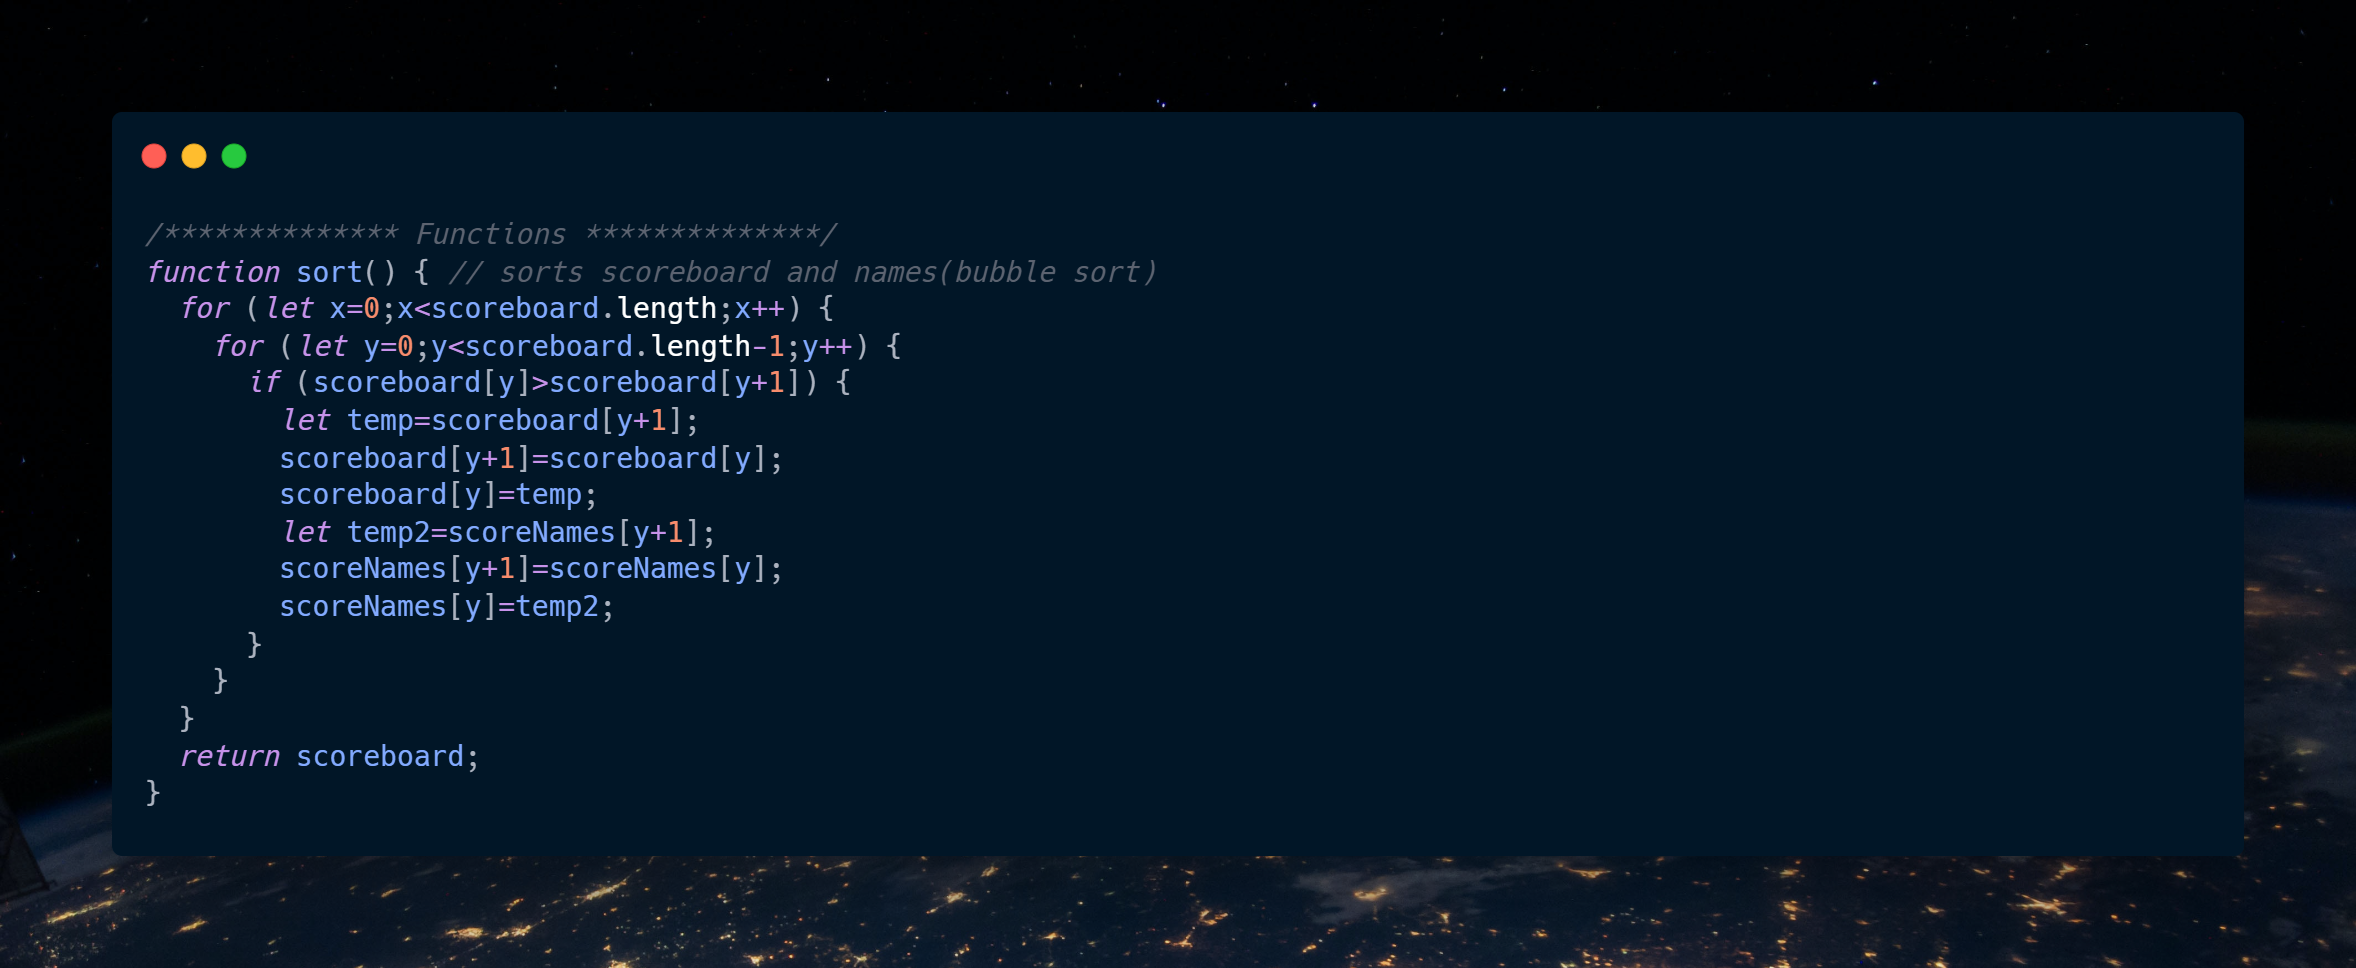 /************** Functions **************/
function sort() { // sorts scoreboard and names(bubble sort)
  for (let x=0;x<scoreboard.length;x++) {
    for (let y=0;y<scoreboard.length-1;y++) {
      if (scoreboard[y]>scoreboard[y+1]) {
        let temp=scoreboard[y+1];
        scoreboard[y+1]=scoreboard[y];
        scoreboard[y]=temp;
        let temp2=scoreNames[y+1];
        scoreNames[y+1]=scoreNames[y];
        scoreNames[y]=temp2;
      }
    }
  }
  return scoreboard;
}